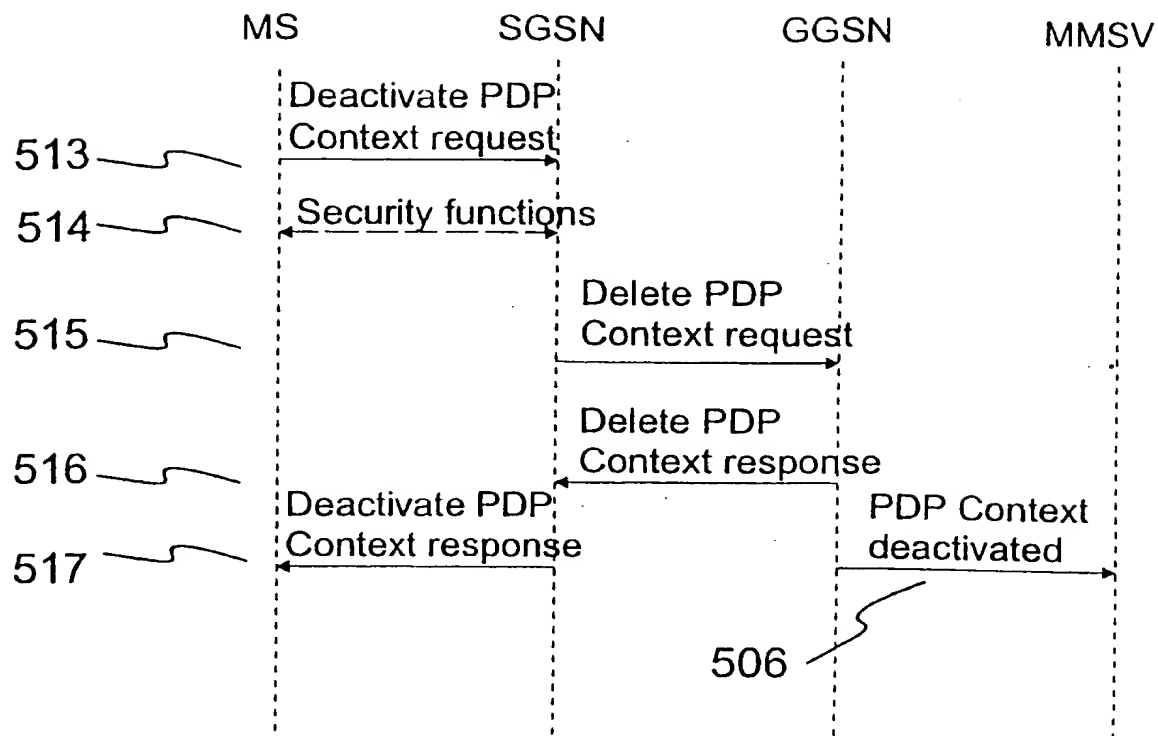 MS SGSN GGSN MMSV
Deactivate PDP
Context request
513
Security functions
514
Delete PDP
Context request
515
Delete PDP
Context response
516
Deactivate PDP
Context response
PDP Context
deactivated
517
506